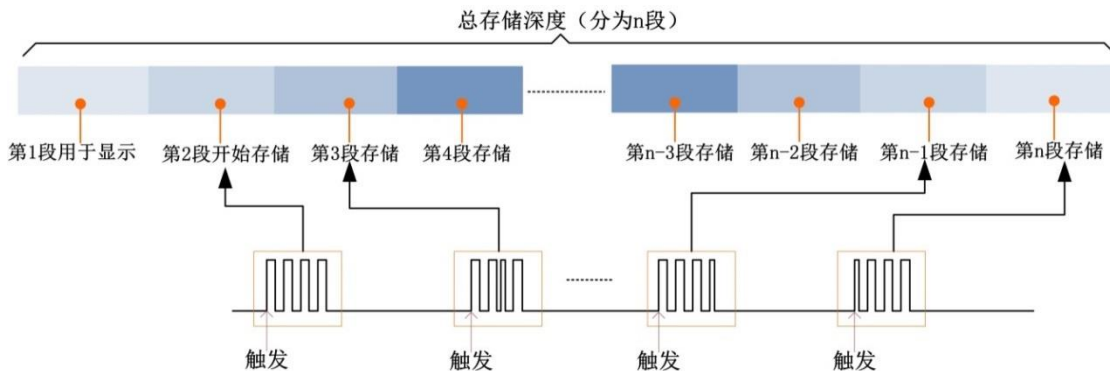 总存储深度（分为n段）
第1段用于显示
第2段开始存储
第3段存储
第4段存储
第n-3段存储
第n-2段存储
第n-1段存储
第n段存储
触发
触发
触发
触发